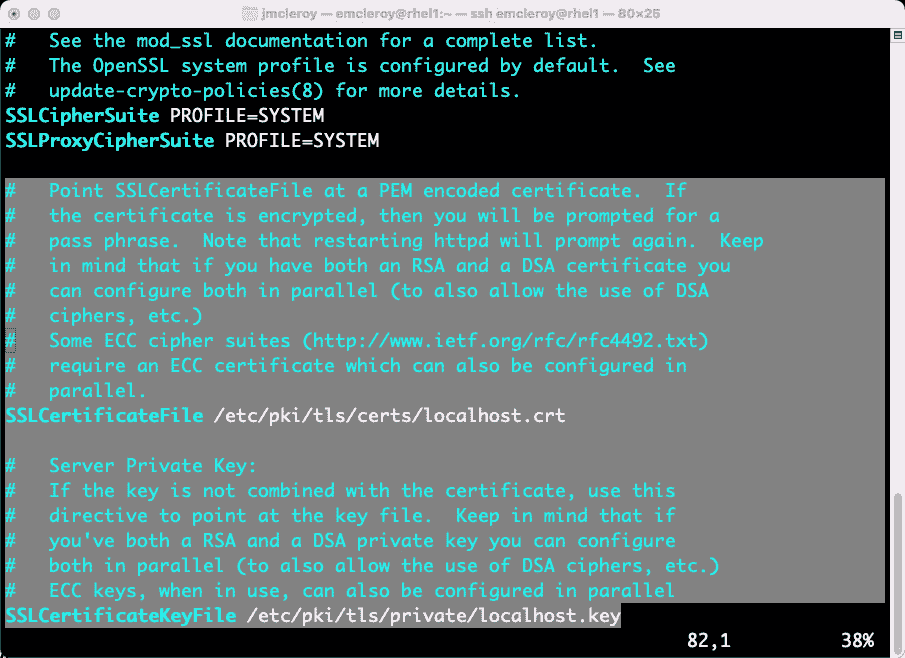 jmcleroy — emcleroy@rhel1:~ — ssh emcleroy@rhel1 — 80×25
#   See the mod_ssl documentation for a complete list.
#   The OpenSSL system profile is configured by default.  See
#   update-crypto-policies(8) for more details.
SSLCipherSuite PROFILE=SYSTEM
SSLProxyCipherSuite PROFILE=SYSTEM
#   Point SSLCertificateFile at a PEM encoded certificate.  If
#   the certificate is encrypted, then you will be prompted for a
#   pass phrase.  Note that restarting httpd will prompt again.  Keep
#   in mind that if you have both an RSA and a DSA certificate you
#   can configure both in parallel (to also allow the use of DSA
#   ciphers, etc.)
#   Some ECC cipher suites (http://www.ietf.org/rfc/rfc4492.txt)
#   require an ECC certificate which can also be configured in
#   parallel.
SSLCertificateFile /etc/pki/tls/certs/localhost.crt
#   Server Private Key:
#   If the key is not combined with the certificate, use this
#   directive to point at the key file.  Keep in mind that if
#   you've both a RSA and a DSA private key you can configure
#   both in parallel (to also allow the use of DSA ciphers, etc.)
#   ECC keys, when in use, can also be configured in parallel
SSLCertificateKeyFile /etc/pki/tls/private/localhost.key
82,1 38%